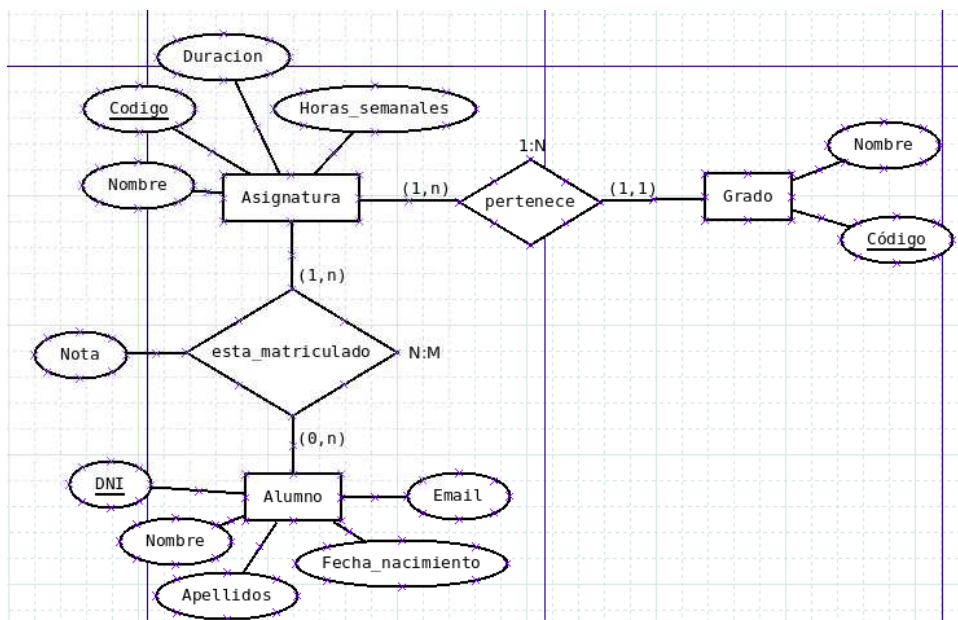 Duracion
Codigo
Horas_semanales
Nombre
Asignatura
(1,n)
1:N
pertenece
(1,1)
Grado
Nombre
Código
(1,n)
Nota
esta_matriculado
N:M
(0,n)
DNI
Alumno
Email
Nombre
Fecha_nacimiento
Apellidos